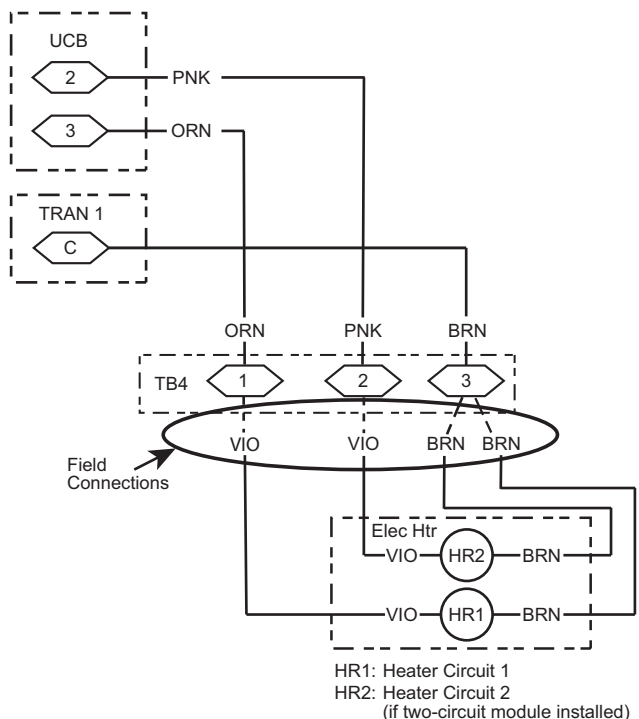 UCB
2
PNK
3
ORN
TRAN 1
C
ORN PNK BRN
TB4 1 2 3
VIO VIO BRN BRN
Field
Connections
Elec Htr
VIO HR2 BRN
VIO HR1 BRN
HR1: Heater Circuit 1
HR2: Heater Circuit 2
(if two-circuit module installed)